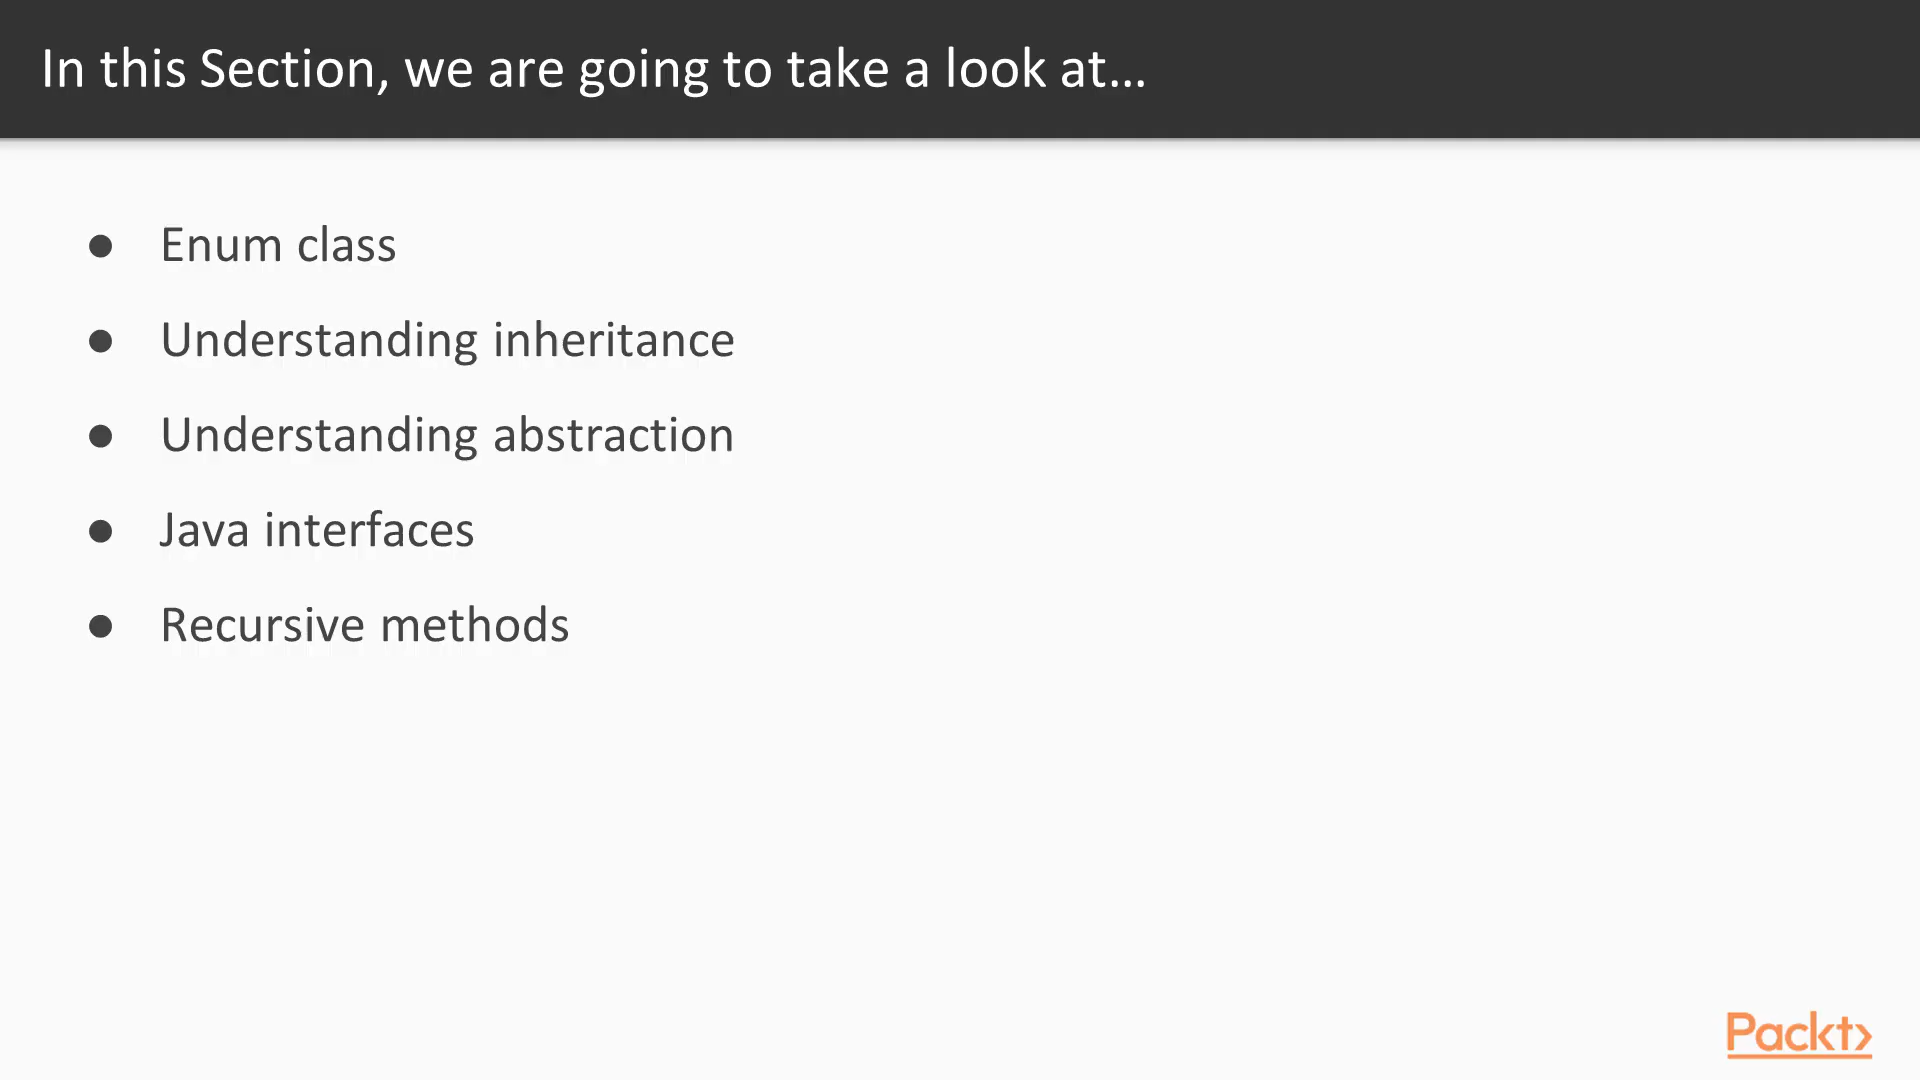 In this Section, we are going to take a look at...
● Enum class
● Understanding inheritance
● Understanding abstraction
● Java interfaces
● Recursive methods
Packt>